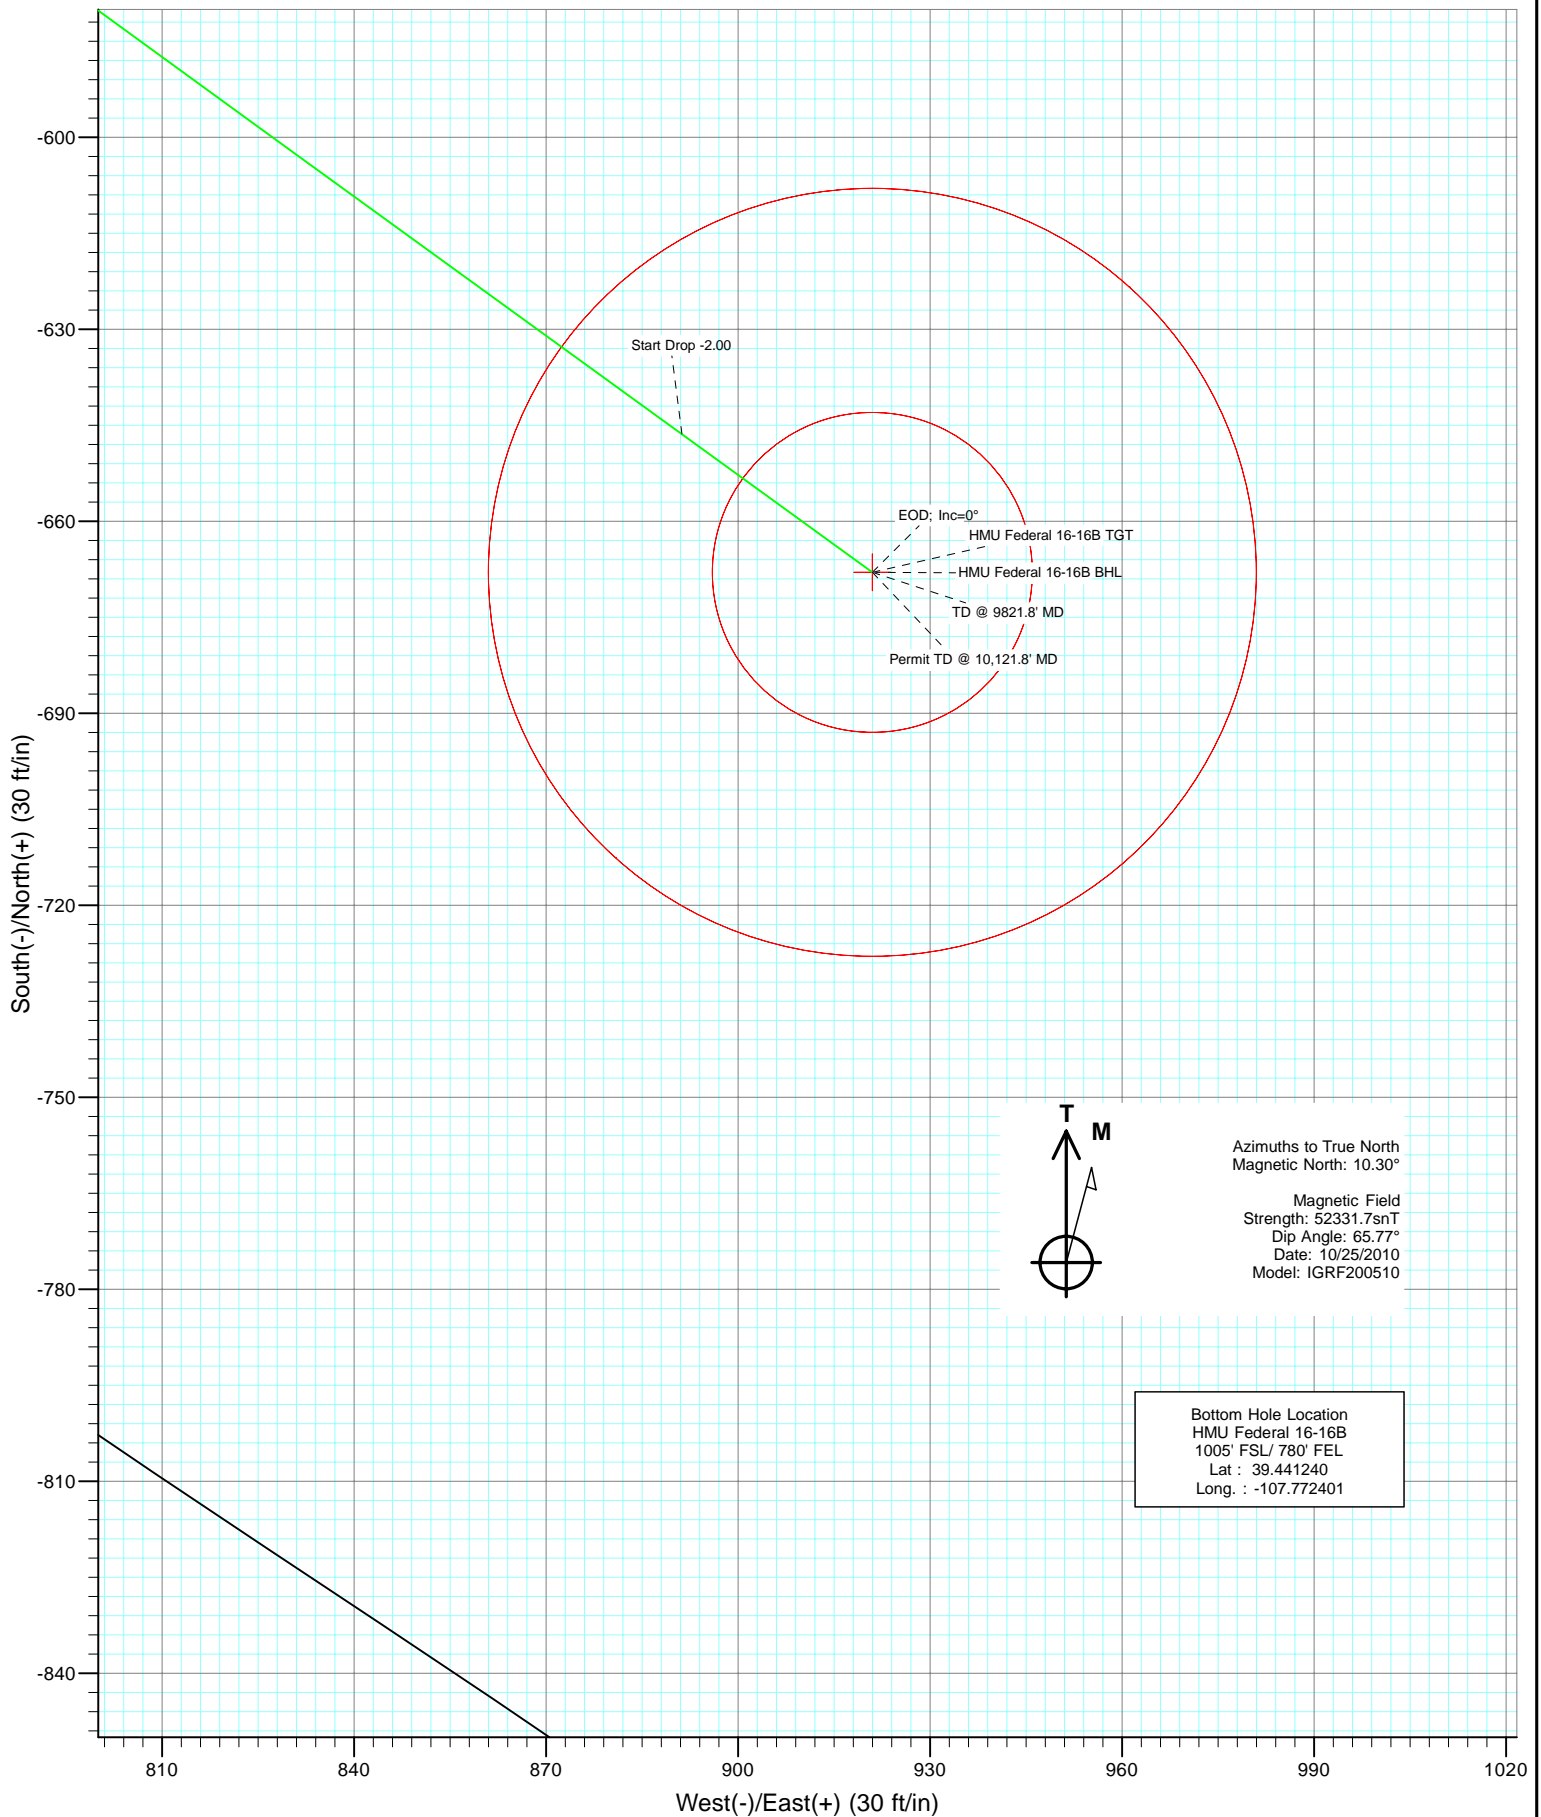 -600
-630
-660
-690
-720
-750
-780
-810
-840
South(-)/North(+) (30 ft/in)
Start Drop -2.00
EOD; Inc=0°
HMU Federal 16-16B TGT
HMU Federal 16-16B BHL
TD @ 9821.8' MD
Permit TD @ 10,121.8' MD
T
M
Azimuths to True North
Magnetic North: 10.30°
Magnetic Field
Strength: 52331.7snT
Dip Angle: 65.77°
Date: 10/25/2010
Model: IGRF200510
Bottom Hole Location
HMU Federal 16-16B
1005' FSL/ 780' FEL
Lat : 39.441240
Long. : -107.772401
810 840 870 900 930 960 990 1020
West(-)/East(+) (30 ft/in)